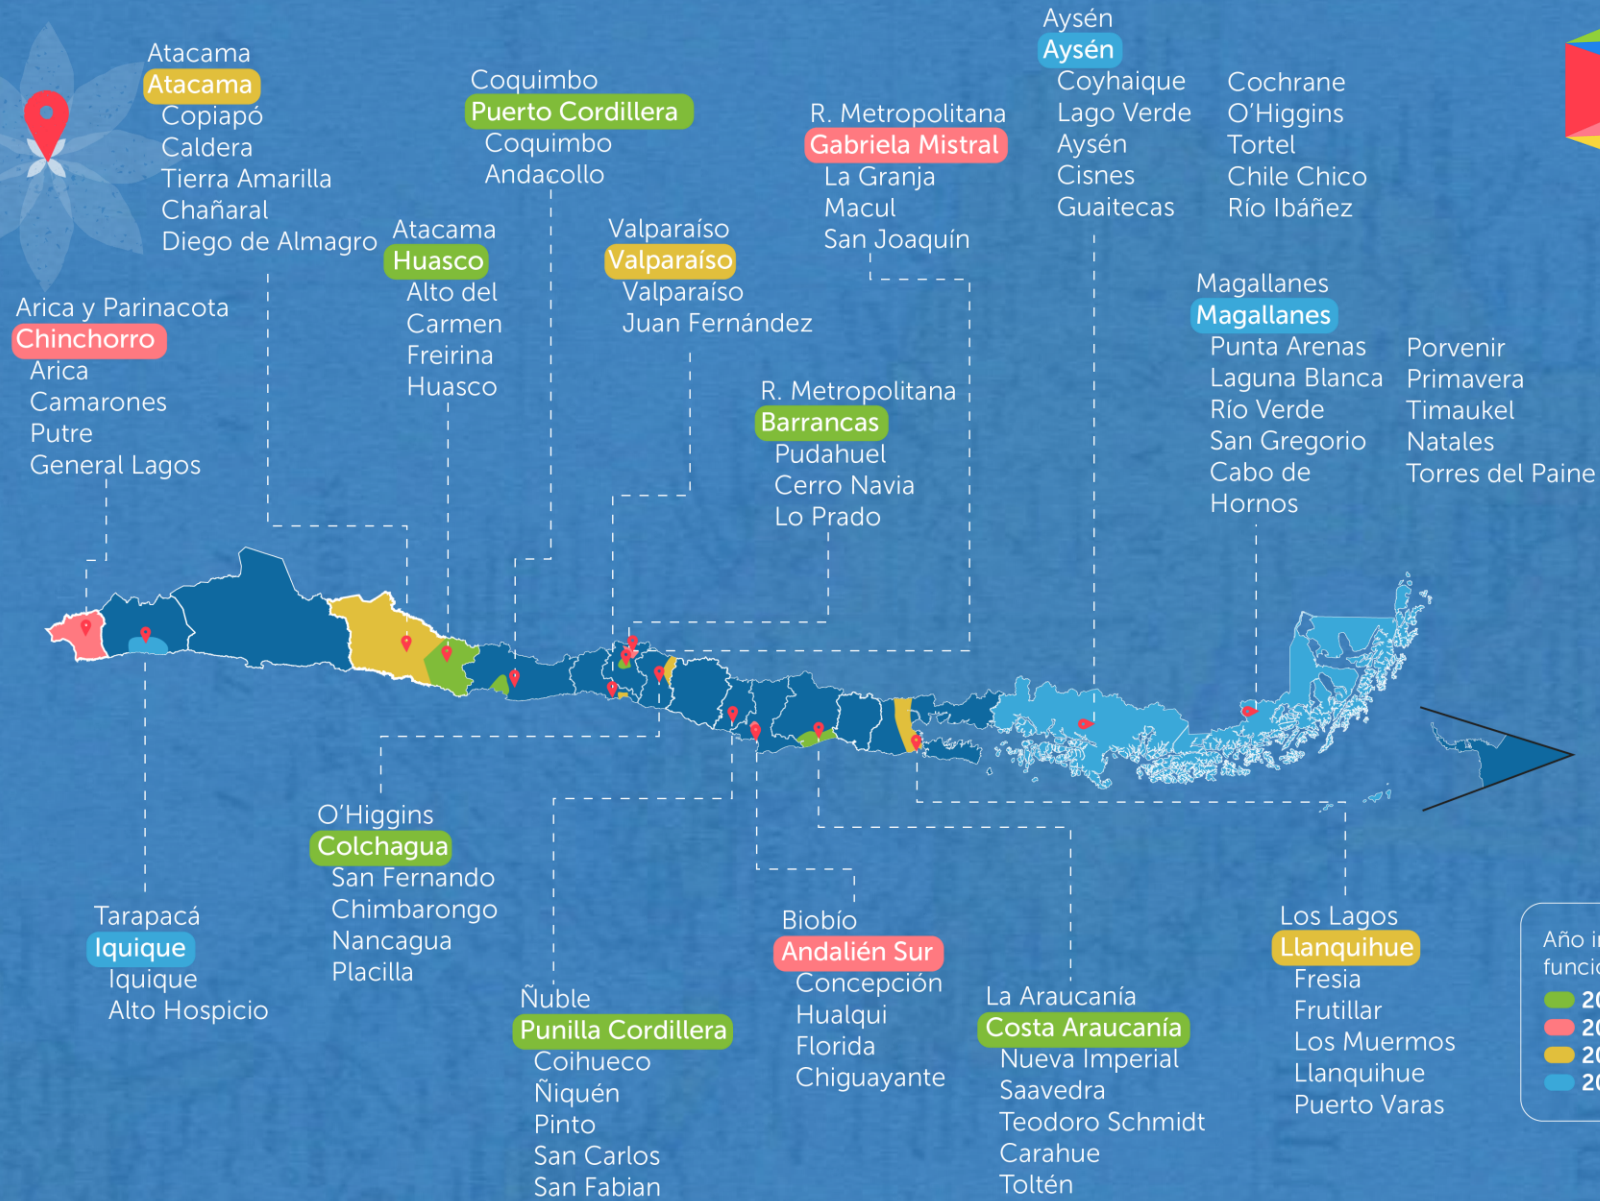 Atacama
Atacama
Copiapó
Caldera
Tierra Amarilla
Chañaral
Diego de Almagro
Arica y Parinacota
Chinchorro
Arica
Camarones
Putre
General Lagos
Atacama
Huasco
Alto del
Carmen
Freirina
Huasco
Coquimbo
Puerto Cordillera
Coquimbo
Andacollo
Valparaíso
Valparaíso
Valparaíso
Juan Fernández
R. Metropolitana
Gabriela Mistral
La Granja
Macul
San Joaquín
R. Metropolitana
Barrancas
Pudahuel
Cerro Navia
Lo Prado
Aysén
Aysén
Coyhaique
Lago Verde
Aysén
Cisnes
Guaitecas
Cochrane
O'Higgins
Tortel
Chile Chico
Río Ibáñez
Magallanes
Magallanes
Punta Arenas
Laguna Blanca
Río Verde
San Gregorio
Cabo de
Hornos
Porvenir
Primavera
Timaukel
Natales
Torres del Paine
Tarapacá
Iquique
Iquique
Alto Hospicio
O'Higgins
Colchagua
San Fernando
Chimbarongo
Nancagua
Placilla
Ñuble
Punilla Cordillera
Coihueco
Ñiquén
Pinto
San Carlos
San Fabian
Biobío
Andalién Sur
Concepción
Hualqui
Florida
Chiguayante
La Araucanía
Costa Araucanía
Nueva Imperial
Saavedra
Teodoro Schmidt
Carahue
Toltén
Los Lagos
Llanquihue
Fresia
Frutillar
Los Muermos
Llanquihue
Puerto Varas
Año